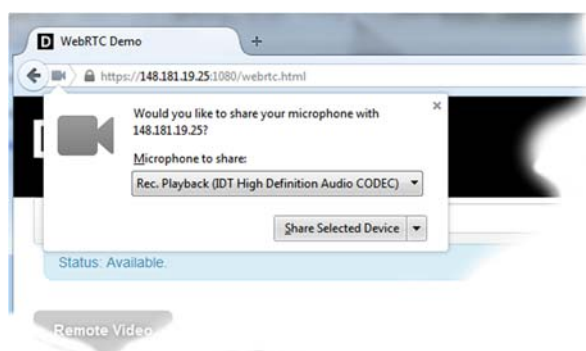 D WebRTC Demo
https://148.181.19.25:1080/webrtc.html
Would you like to share your microphone with
148.181.19.25?
Microphone to share:
Rec. Playback (IDT High Definition Audio CODEC)
Share Selected Device
Status: Available.
Remote Video